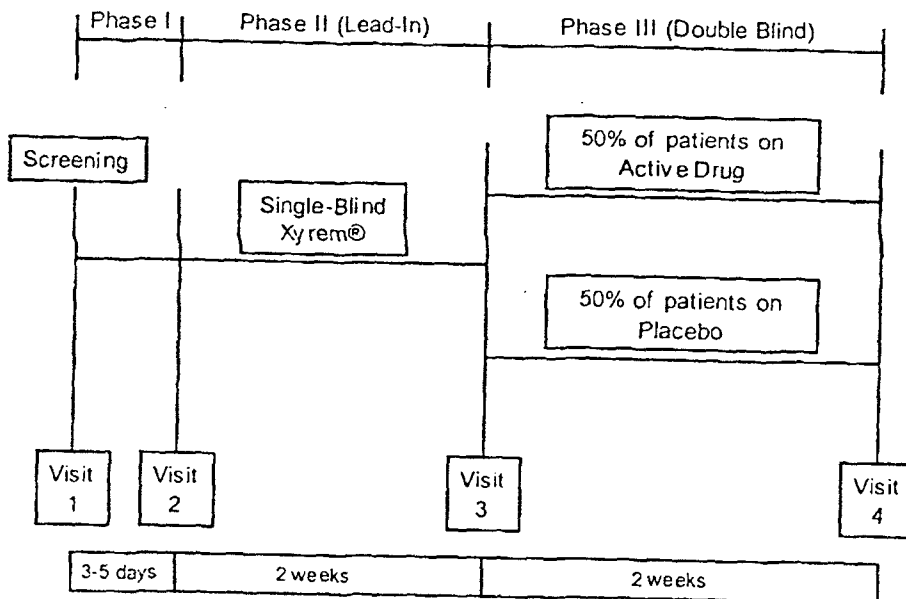 Phase I
Phase II (Lead-In)
Phase III (Double Blind)
Screening
50% of patients on
Active Drug
Single-Blind
Xyrem®
50% of patients on
Placebo
Visit
1
Visit
2
Visit
3
Visit
4
3-5 days
2 weeks
2 weeks